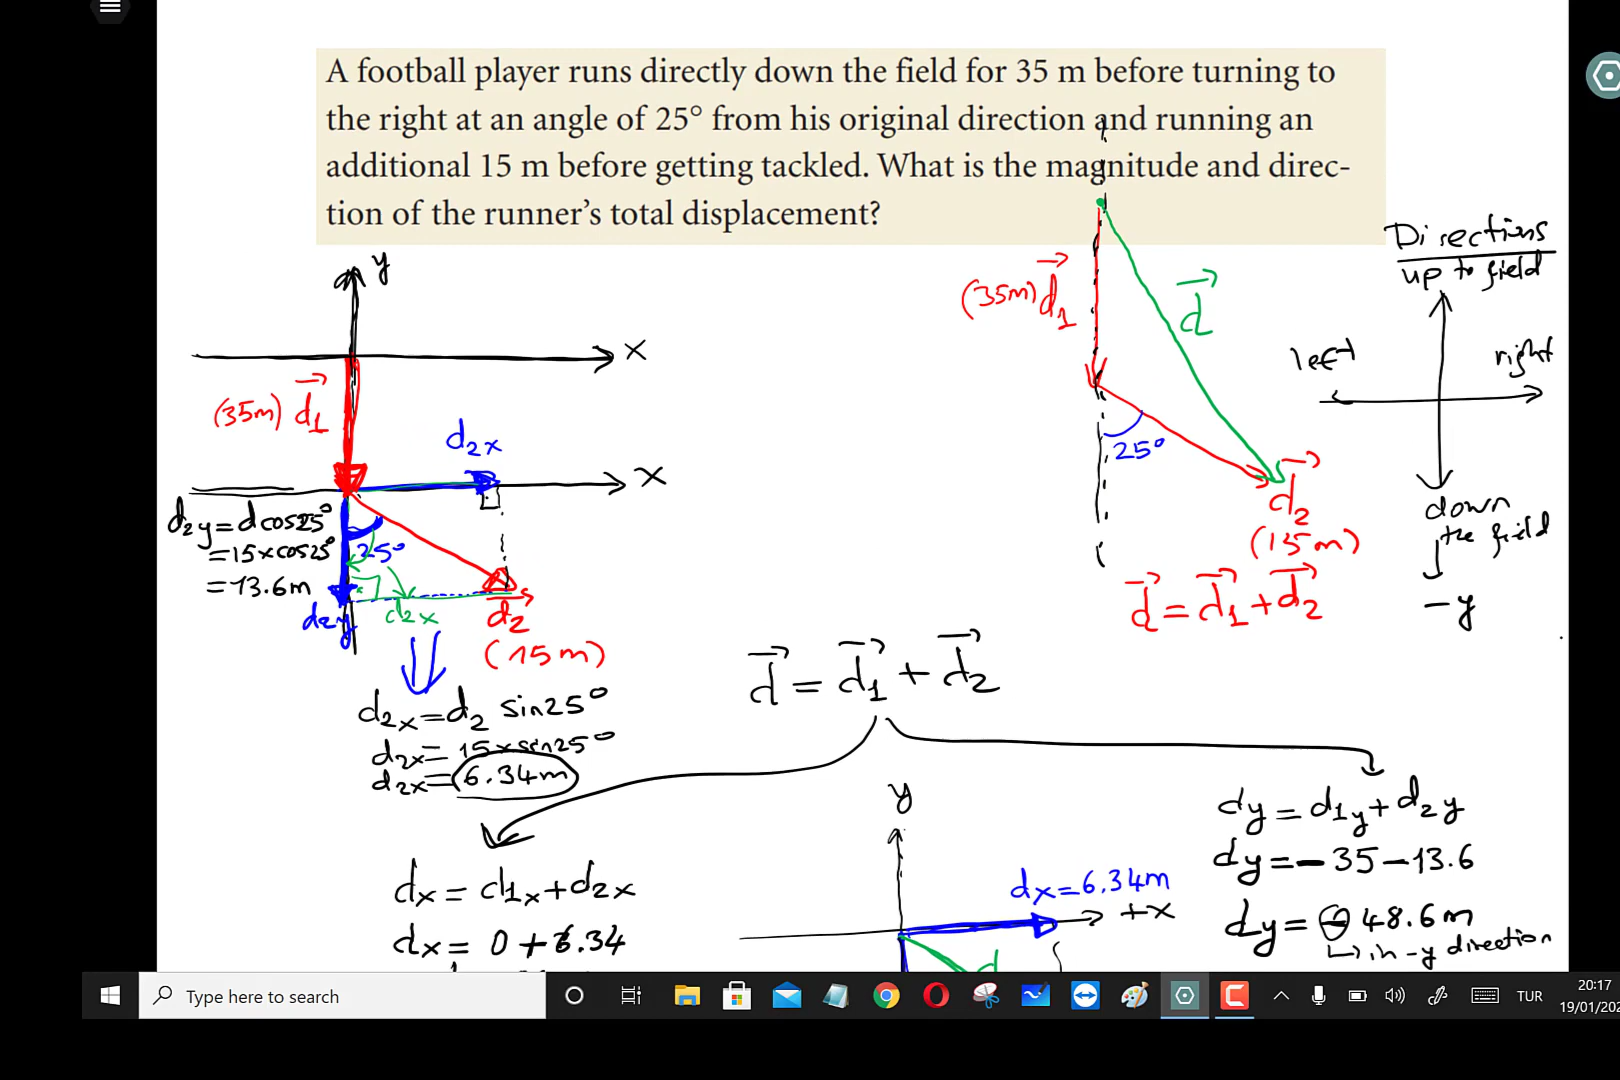 A football player runs directly down the field for 35 m before turning to
the right at an angle of 25° from his original direction and running an
additional 15 m before getting tackled. What is the magnitude and direc-
tion of the runner's total displacement?
y
x
(35m) d1
d2x
x
d2y = d cos25°
= 15×cos25°
= 13.6m
25°
d2y
d2x
d2
(15m)
d2x = d2 sin25°
d2x = 15×sin25°
d2x = 6.34m
(35m) d1
d
25°
d2
(15m)
d = d1 + d2
Directions
up to field
left
right
down
the field
-y
d = d1 + d2
dx = d1x + d2x
dx = 0 + 6.34
y
dx = 6.34m
+x
d
dy = d1y + d2y
dy = -35 - 13.6
dy = - 48.6m
in -y direction
Type here to search
TUR
20:17